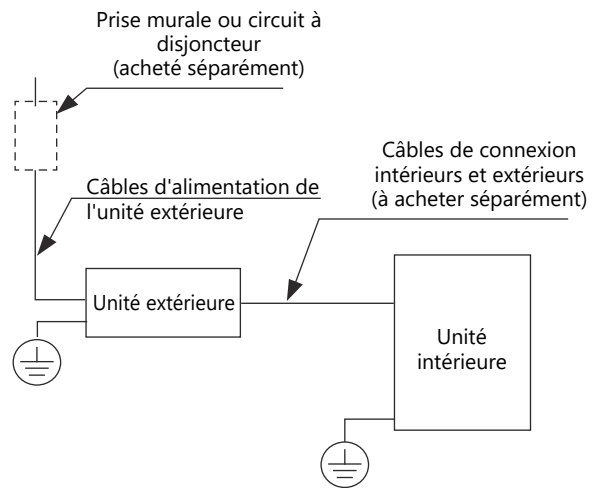 Prise murale ou circuit à
disjoncteur
(acheté séparément)
Câbles de connexion
intérieurs et extérieurs
(à acheter séparément)
Câbles d'alimentation de
l'unité extérieure
Unité extérieure
Unité
intérieure